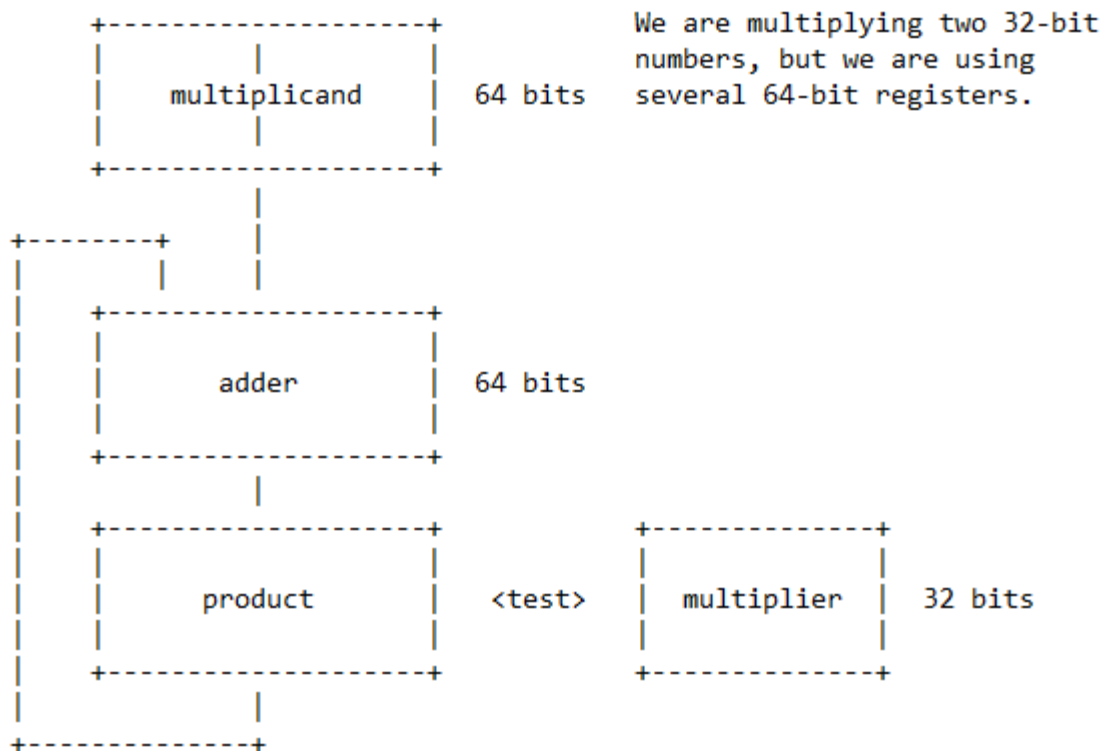 We are multiplying two 32-bit
numbers, but we are using
several 64-bit registers.
multiplicand 64 bits
adder 64 bits
product <test> multiplier 32 bits